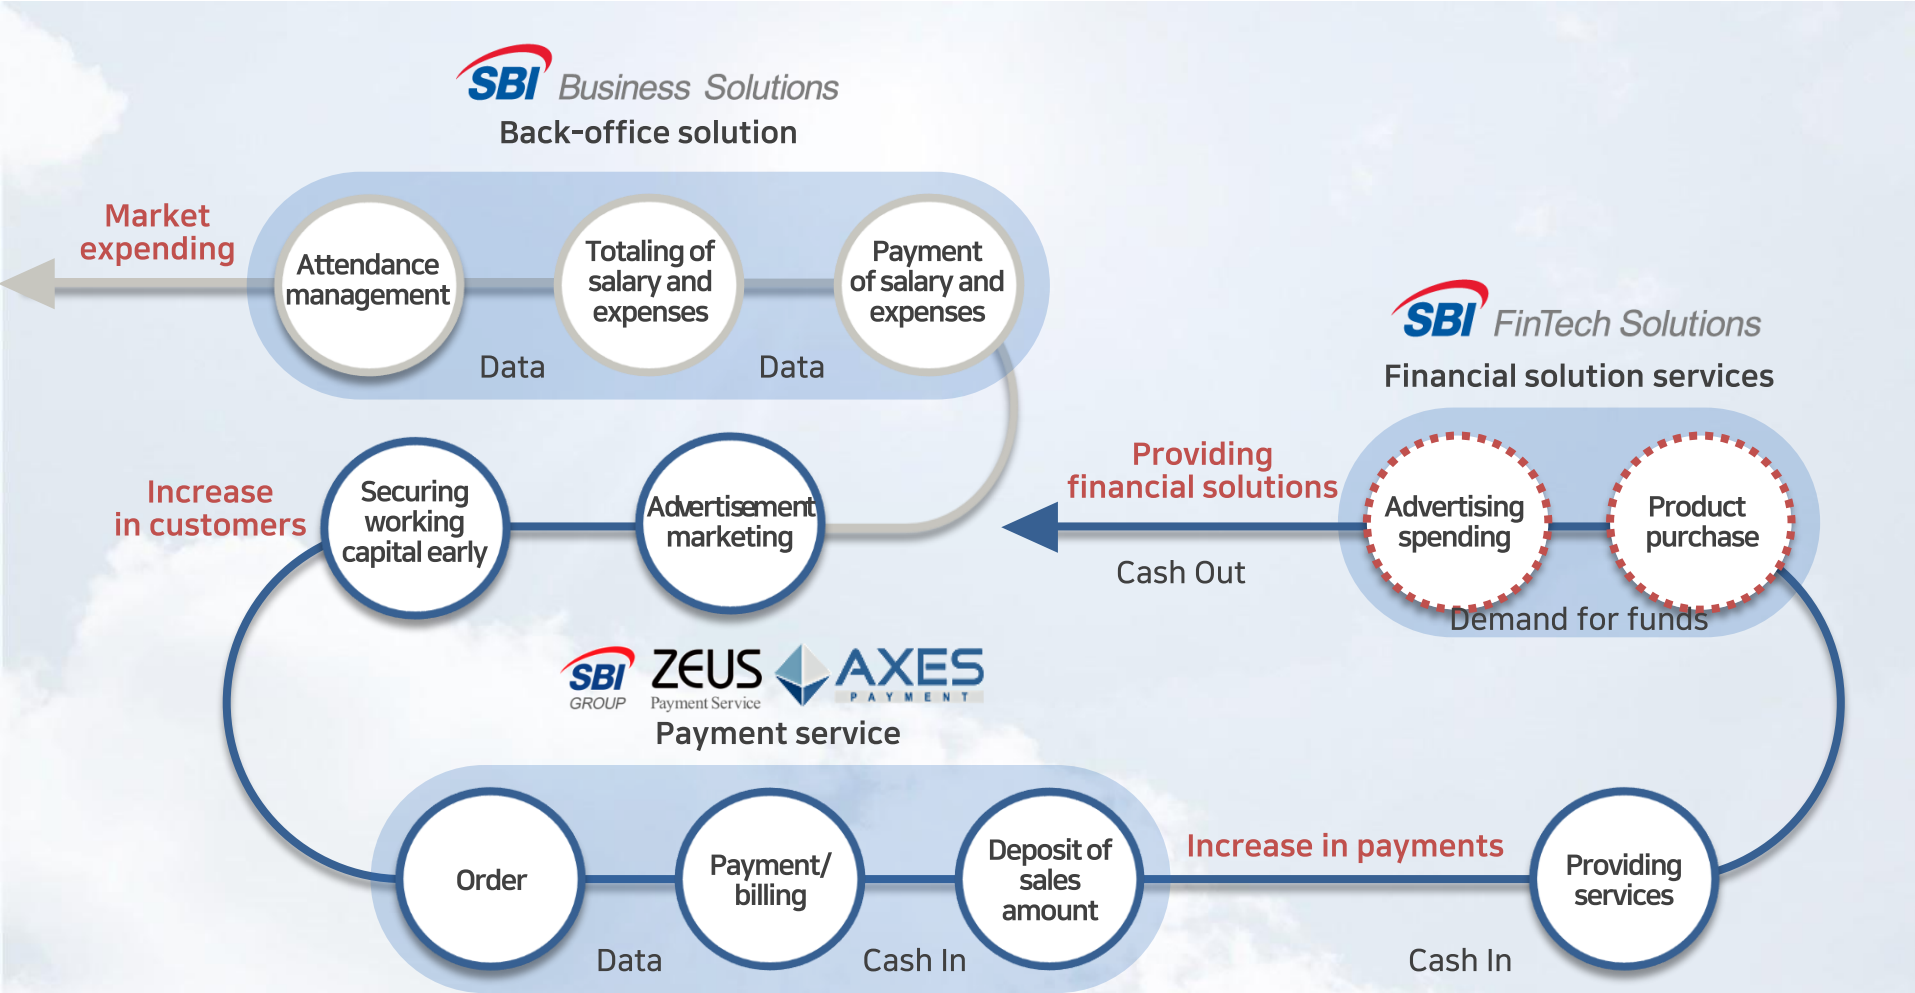 SBI Business Solutions
Back-office solution
Market
expending
Attendance
management
Totaling of
salary and
expenses
Payment
of salary and
expenses
Data
Data
SBI FinTech Solutions
Financial solution services
Increase
in customers
Securing
working
capital early
Advertisement
marketing
Providing
financial solutions
Cash Out
Advertising
spending
Product
purchase
Demand for funds
SBI
GROUP
ZEUS
Payment Service
AXES
PAYMENT
Payment service
Order
Payment/
billing
Deposit of
sales
amount
Increase in payments
Providing
services
Data
Cash In
Cash In